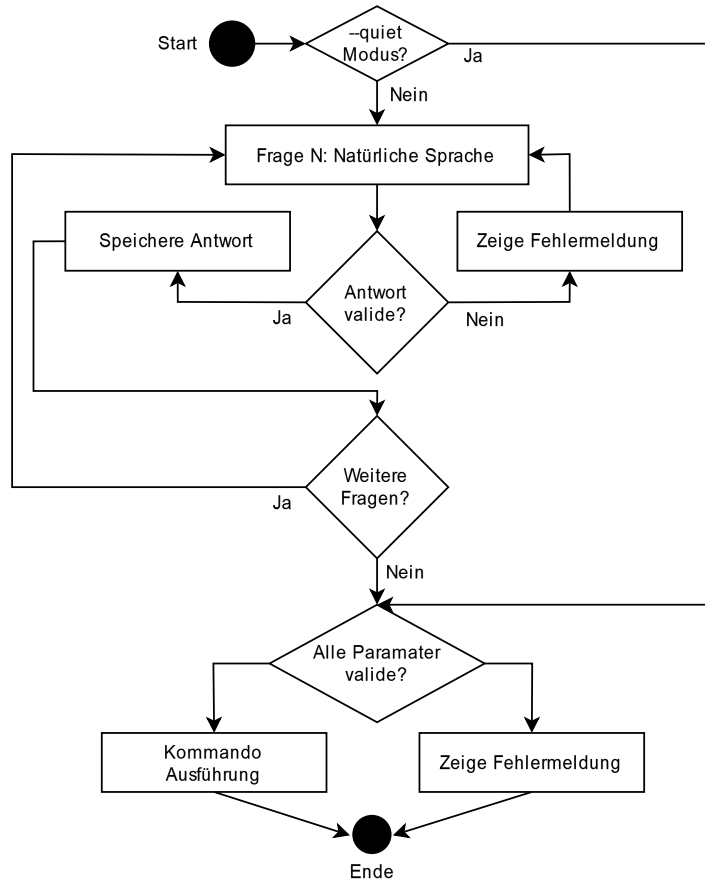 Start
--quiet
Modus?
Ja
Nein
Frage N: Natürliche Sprache
Speichere Antwort
Zeige Fehlermeldung
Antwort
valide?
Ja
Nein
Weitere
Fragen?
Ja
Nein
Alle Paramater
valide?
Kommando
Ausführung
Zeige Fehlermeldung
Ende